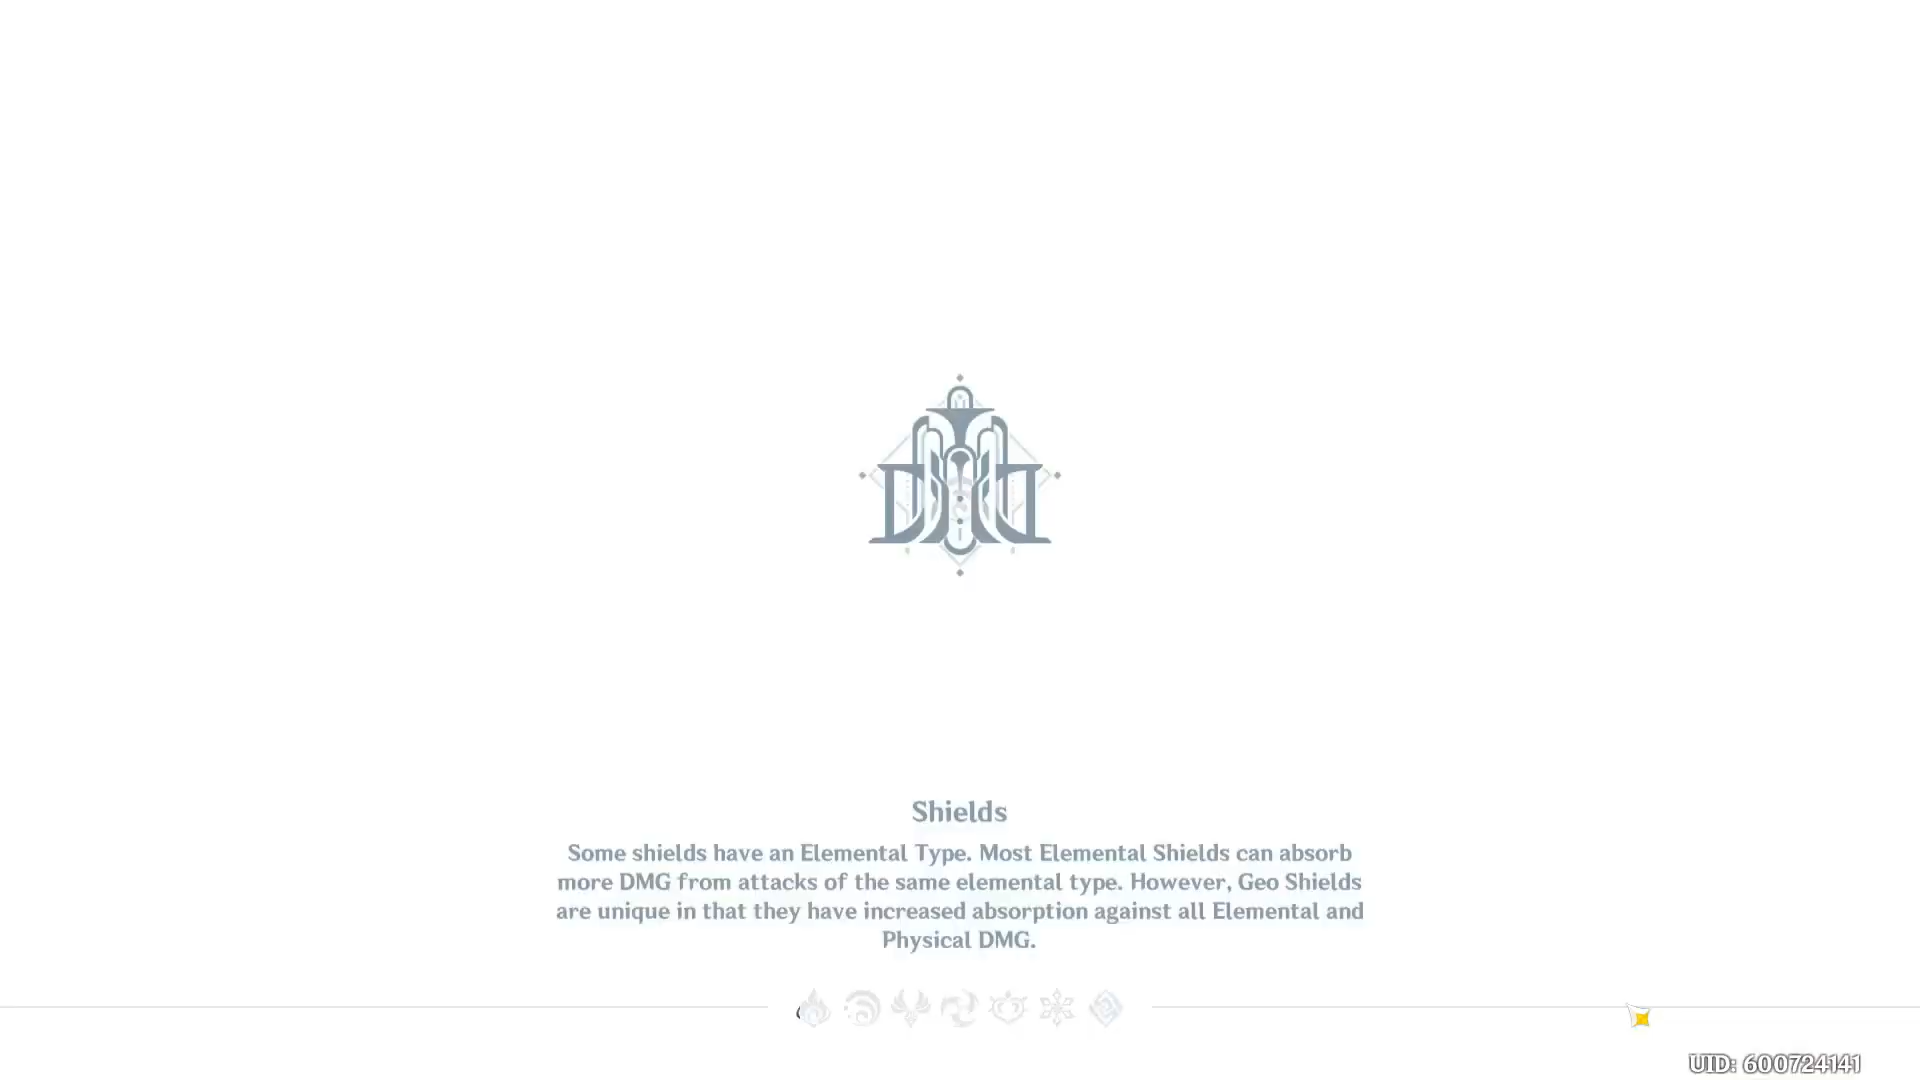 Shields
Some shields have an Elemental Type. Most Elemental Shields can absorb
more DMG from attacks of the same elemental type. However, Geo Shields
are unique in that they have increased absorption against all Elemental and
Physical DMG.
UID: 600724141